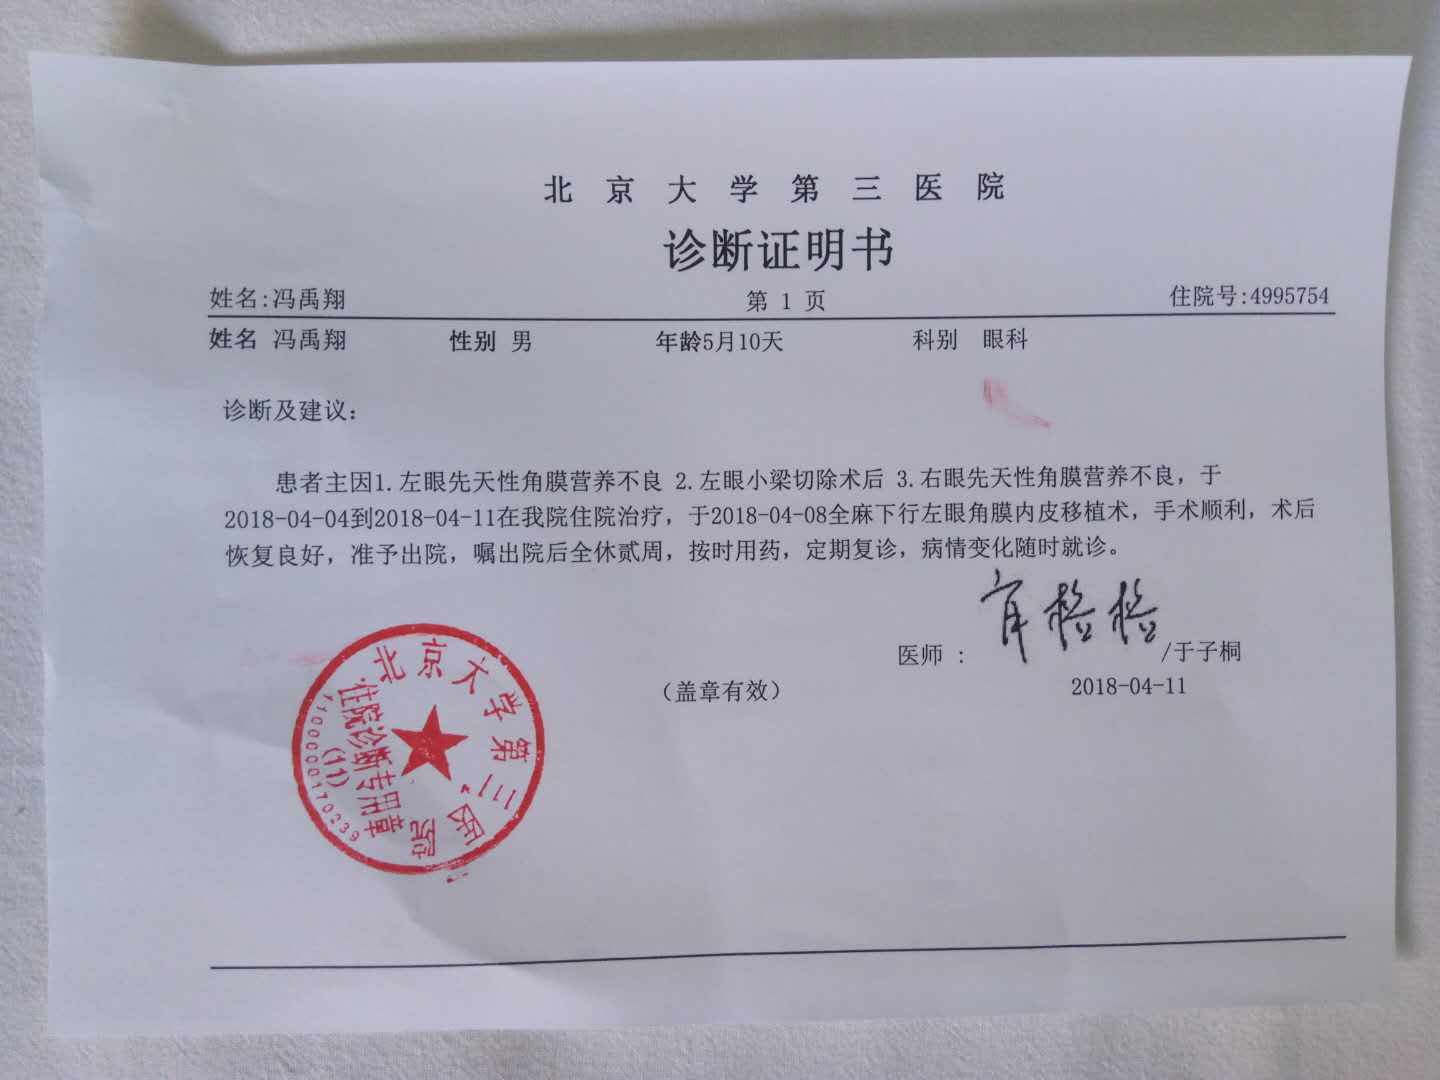 北京大学第三医院
诊断证明书
姓名:冯禹翔 第 1 页 住院号:4995754
姓名 冯禹翔 性别 男 年龄5月10天 科别 眼科
诊断及建议:
患者主因1.左眼先天性角膜营养不良 2.左眼小梁切除术后 3.右眼先天性角膜营养不良,于
2018-04-04到2018-04-11在我院住院治疗,于2018-04-08全麻下行左眼角膜内皮移植术,手术顺利,术后
恢复良好,准予出院,嘱出院后全休贰周,按时用药,定期复诊,病情变化随时就诊。
医师 : /于子桐
(盖章有效) 2018-04-11
北京大学第三医院
住院诊断专用章
(11)
1100000170339